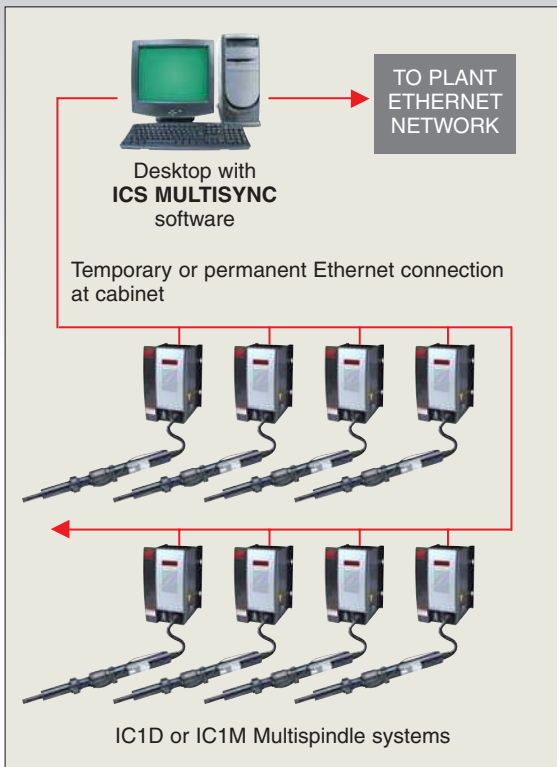 TO PLANT
ETHERNET
NETWORK
Desktop with
ICS MULTISYNC
software
Temporary or permanent Ethernet connection
at cabinet
IC1D or IC1M Multispindle systems